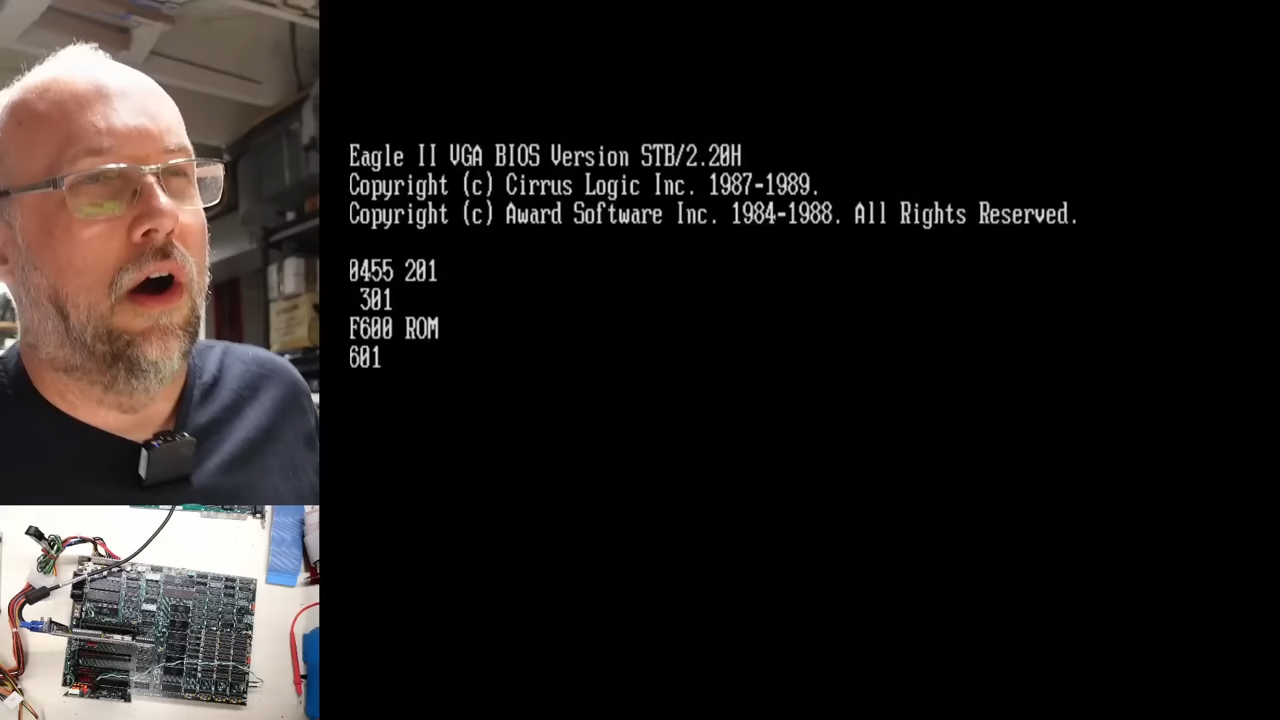 Eagle II VGA BIOS Version STB/2.20H
Copyright (c) Cirrus Logic Inc. 1987-1989.
Copyright (c) Award Software Inc. 1984-1988. All Rights Reserved.
0455 201
301
F600 ROM
601